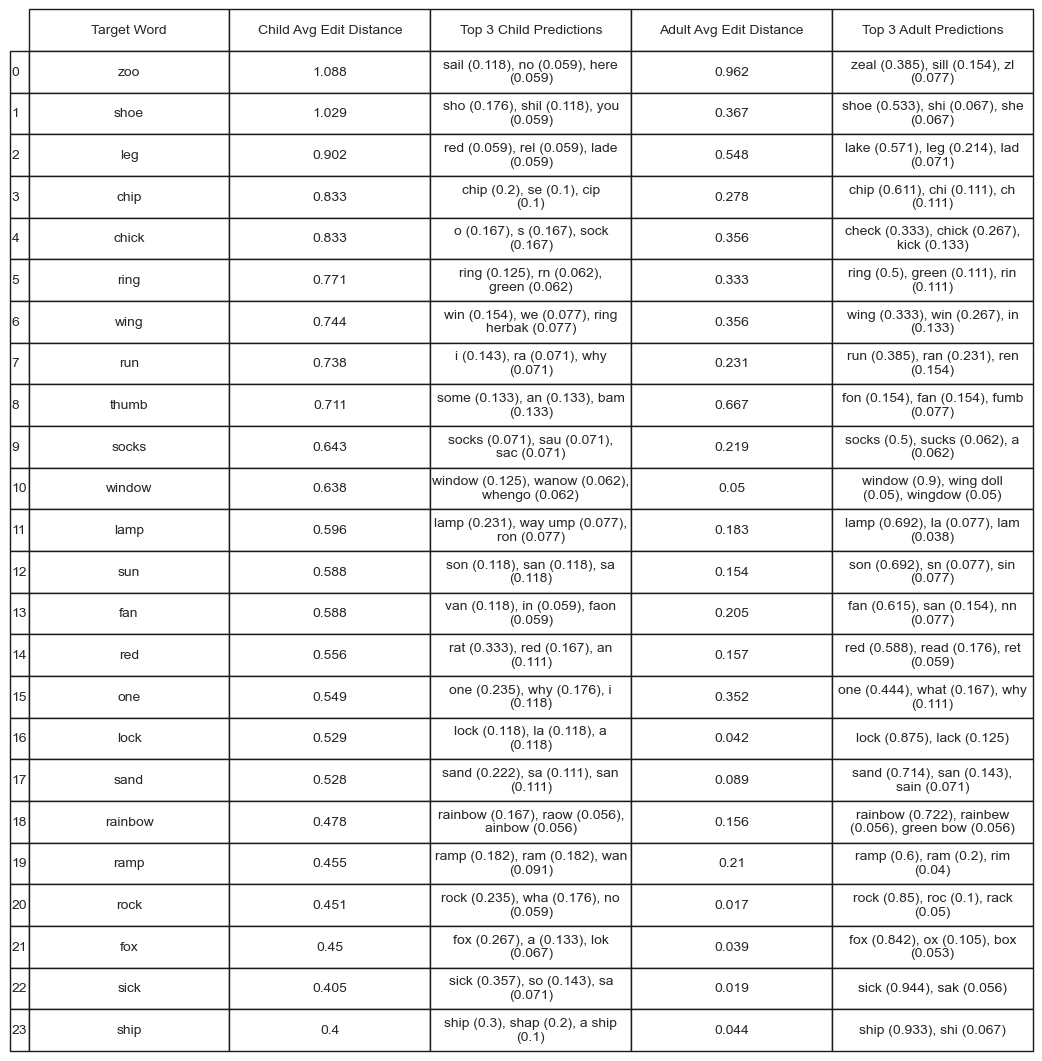 Target Word Child Avg Edit Distance Top 3 Child Predictions Adult Avg Edit Distance Top 3 Adult Predictions
0 zoo 1.088 sail (0.118), no (0.059), here (0.059) 0.962 zeal (0.385), sill (0.154), zl (0.077)
1 shoe 1.029 sho (0.176), shil (0.118), you (0.059) 0.367 shoe (0.533), shi (0.067), she (0.067)
2 leg 0.902 red (0.059), rel (0.059), lade (0.059) 0.548 lake (0.571), leg (0.214), lad (0.071)
3 chip 0.833 chip (0.2), se (0.1), cip (0.1) 0.278 chip (0.611), chi (0.111), ch (0.111)
4 chick 0.833 o (0.167), s (0.167), sock (0.167) 0.356 check (0.333), chick (0.267), kick (0.133)
5 ring 0.771 ring (0.125), rn (0.062), green (0.062) 0.333 ring (0.5), green (0.111), rin (0.111)
6 wing 0.744 win (0.154), we (0.077), ring herbak (0.077) 0.356 wing (0.333), win (0.267), in (0.133)
7 run 0.738 i (0.143), ra (0.071), why (0.071) 0.231 run (0.385), ran (0.231), ren (0.154)
8 thumb 0.711 some (0.133), an (0.133), bam (0.133) 0.667 fon (0.154), fan (0.154), fumb (0.077)
9 socks 0.643 socks (0.071), sau (0.071), sac (0.071) 0.219 socks (0.5), sucks (0.062), a (0.062)
10 window 0.638 window (0.125), wanow (0.062), whengo (0.062) 0.05 window (0.9), wing doll (0.05), wingdow (0.05)
11 lamp 0.596 lamp (0.231), way ump (0.077), ron (0.077) 0.183 lamp (0.692), la (0.077), lam (0.038)
12 sun 0.588 son (0.118), san (0.118), sa (0.118) 0.154 son (0.692), sn (0.077), sin (0.077)
13 fan 0.588 van (0.118), in (0.059), faon (0.059) 0.205 fan (0.615), san (0.154), nn (0.077)
14 red 0.556 rat (0.333), red (0.167), an (0.111) 0.157 red (0.588), read (0.176), ret (0.059)
15 one 0.549 one (0.235), why (0.176), i (0.118) 0.352 one (0.444), what (0.167), why (0.111)
16 lock 0.529 lock (0.118), la (0.118), a (0.118) 0.042 lock (0.875), lack (0.125)
17 sand 0.528 sand (0.222), sa (0.111), san (0.111) 0.089 sand (0.714), san (0.143), sain (0.071)
18 rainbow 0.478 rainbow (0.167), raow (0.056), ainbow (0.056) 0.156 rainbow (0.722), rainbew (0.056), green bow (0.056)
19 ramp 0.455 ramp (0.182), ram (0.182), wan (0.091) 0.21 ramp (0.6), ram (0.2), rim (0.04)
20 rock 0.451 rock (0.235), wha (0.176), no (0.059) 0.017 rock (0.85), roc (0.1), rack (0.05)
21 fox 0.45 fox (0.267), a (0.133), lok (0.067) 0.039 fox (0.842), ox (0.105), box (0.053)
22 sick 0.405 sick (0.357), so (0.143), sa (0.071) 0.019 sick (0.944), sak (0.056)
23 ship 0.4 ship (0.3), shap (0.2), a ship (0.1) 0.044 ship (0.933), shi (0.067)